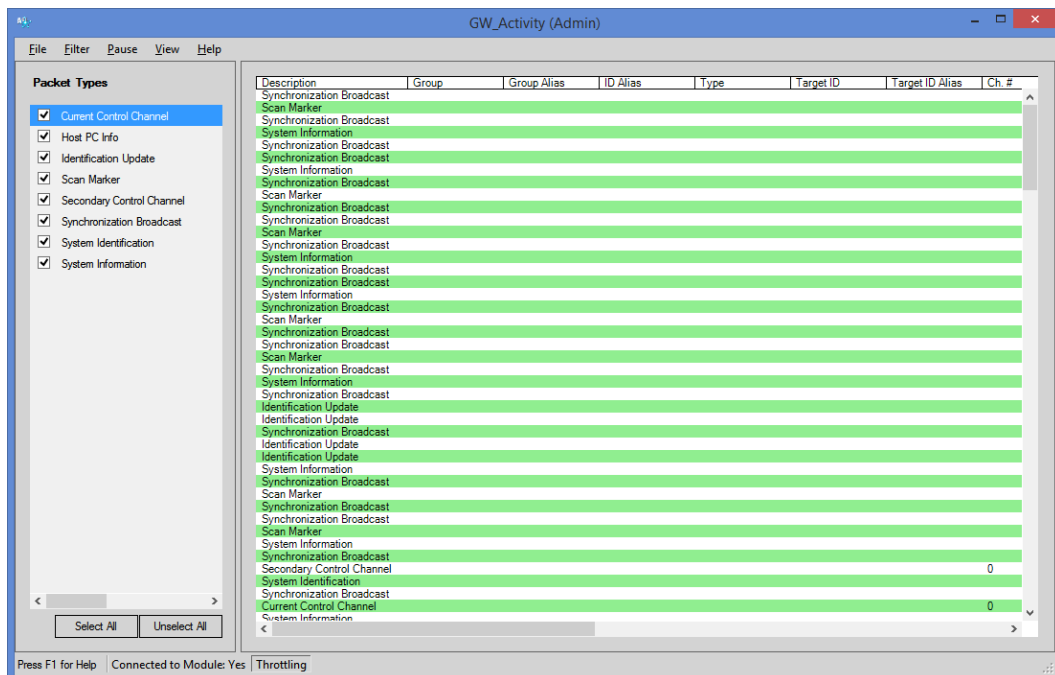 GW_Activity (Admin)
File Filter Pause View Help
Packet Types
Current Control Channel
Host PC Info
Identification Update
Scan Marker
Secondary Control Channel
Synchronization Broadcast
System Identification
System Information
Select All Unselect All
Description Group Group Alias ID Alias Type Target ID Target ID Alias Ch. #
Synchronization Broadcast
Scan Marker
Synchronization Broadcast
System Information
Synchronization Broadcast
Synchronization Broadcast
System Information
Synchronization Broadcast
Scan Marker
Synchronization Broadcast
Synchronization Broadcast
Scan Marker
Synchronization Broadcast
System Information
Synchronization Broadcast
Synchronization Broadcast
System Information
Synchronization Broadcast
Scan Marker
Synchronization Broadcast
Synchronization Broadcast
Scan Marker
Synchronization Broadcast
System Information
Synchronization Broadcast
Identification Update
Identification Update
Synchronization Broadcast
Identification Update
Identification Update
System Information
Synchronization Broadcast
Scan Marker
Synchronization Broadcast
Synchronization Broadcast
Scan Marker
System Information
Synchronization Broadcast
Secondary Control Channel 0
System Identification
Synchronization Broadcast
Current Control Channel 0
System Information
Press F1 for Help Connected to Module: Yes Throttling